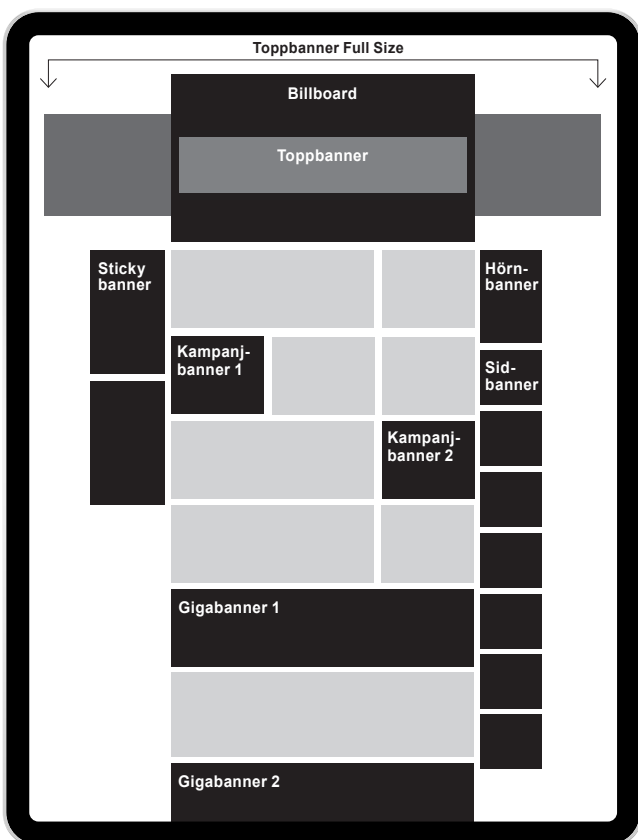 Toppbanner Full Size
Billboard
Toppbanner
Sticky
banner
Hörn-
banner
Kampanj-
banner 1
Sid-
banner
Kampanj-
banner 2
Gigabanner 1
Gigabanner 2